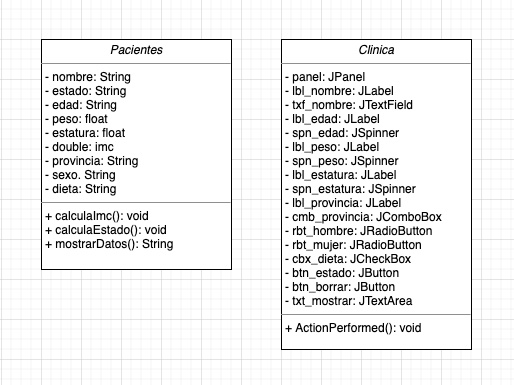 Pacientes
- nombre: String
- estado: String
- edad: String
- peso: float
- estatura: float
- double: imc
- provincia: String
- sexo. String
- dieta: String
+ calculaImc(): void
+ calculaEstado(): void
+ mostrarDatos(): String
Clinica
- panel: JPanel
- lbl_nombre: JLabel
- txf_nombre: JTextField
- lbl_edad: JLabel
- spn_edad: JSpinner
- lbl_peso: JLabel
- spn_peso: JSpinner
- lbl_estatura: JLabel
- spn_estatura: JSpinner
- lbl_provincia: JLabel
- cmb_provincia: JComboBox
- rbt_hombre: JRadioButton
- rbt_mujer: JRadioButton
- cbx_dieta: JCheckBox
- btn_estado: JButton
- btn_borrar: JButton
- txt_mostrar: JTextArea
+ ActionPerformed(): void